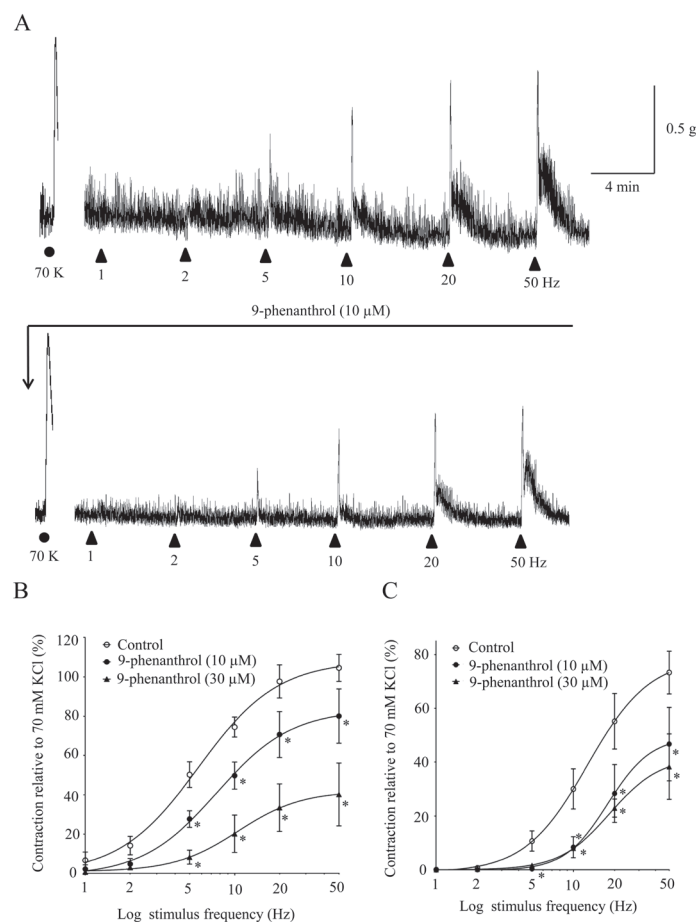 A
0.5 g
4 min
70 K
1
2
5
10
20
50 Hz
9-phenanthrol (10 µM)
70 K
1
2
5
10
20
50 Hz
B
Contraction relative to 70 mM KCl (%)
120
100
80
60
40
20
0
Control
9-phenanthrol (10 µM)
9-phenanthrol (30 µM)
*
*
*
*
*
*
*
*
1
2
5
10
20
50
Log stimulus frequency (Hz)
C
Contraction relative to 70 mM KCl (%)
80
60
40
20
0
Control
9-phenanthrol (10 µM)
9-phenanthrol (30 µM)
*
*
*
*
*
*
*
1
2
5
10
20
50
Log stimulus frequency (Hz)